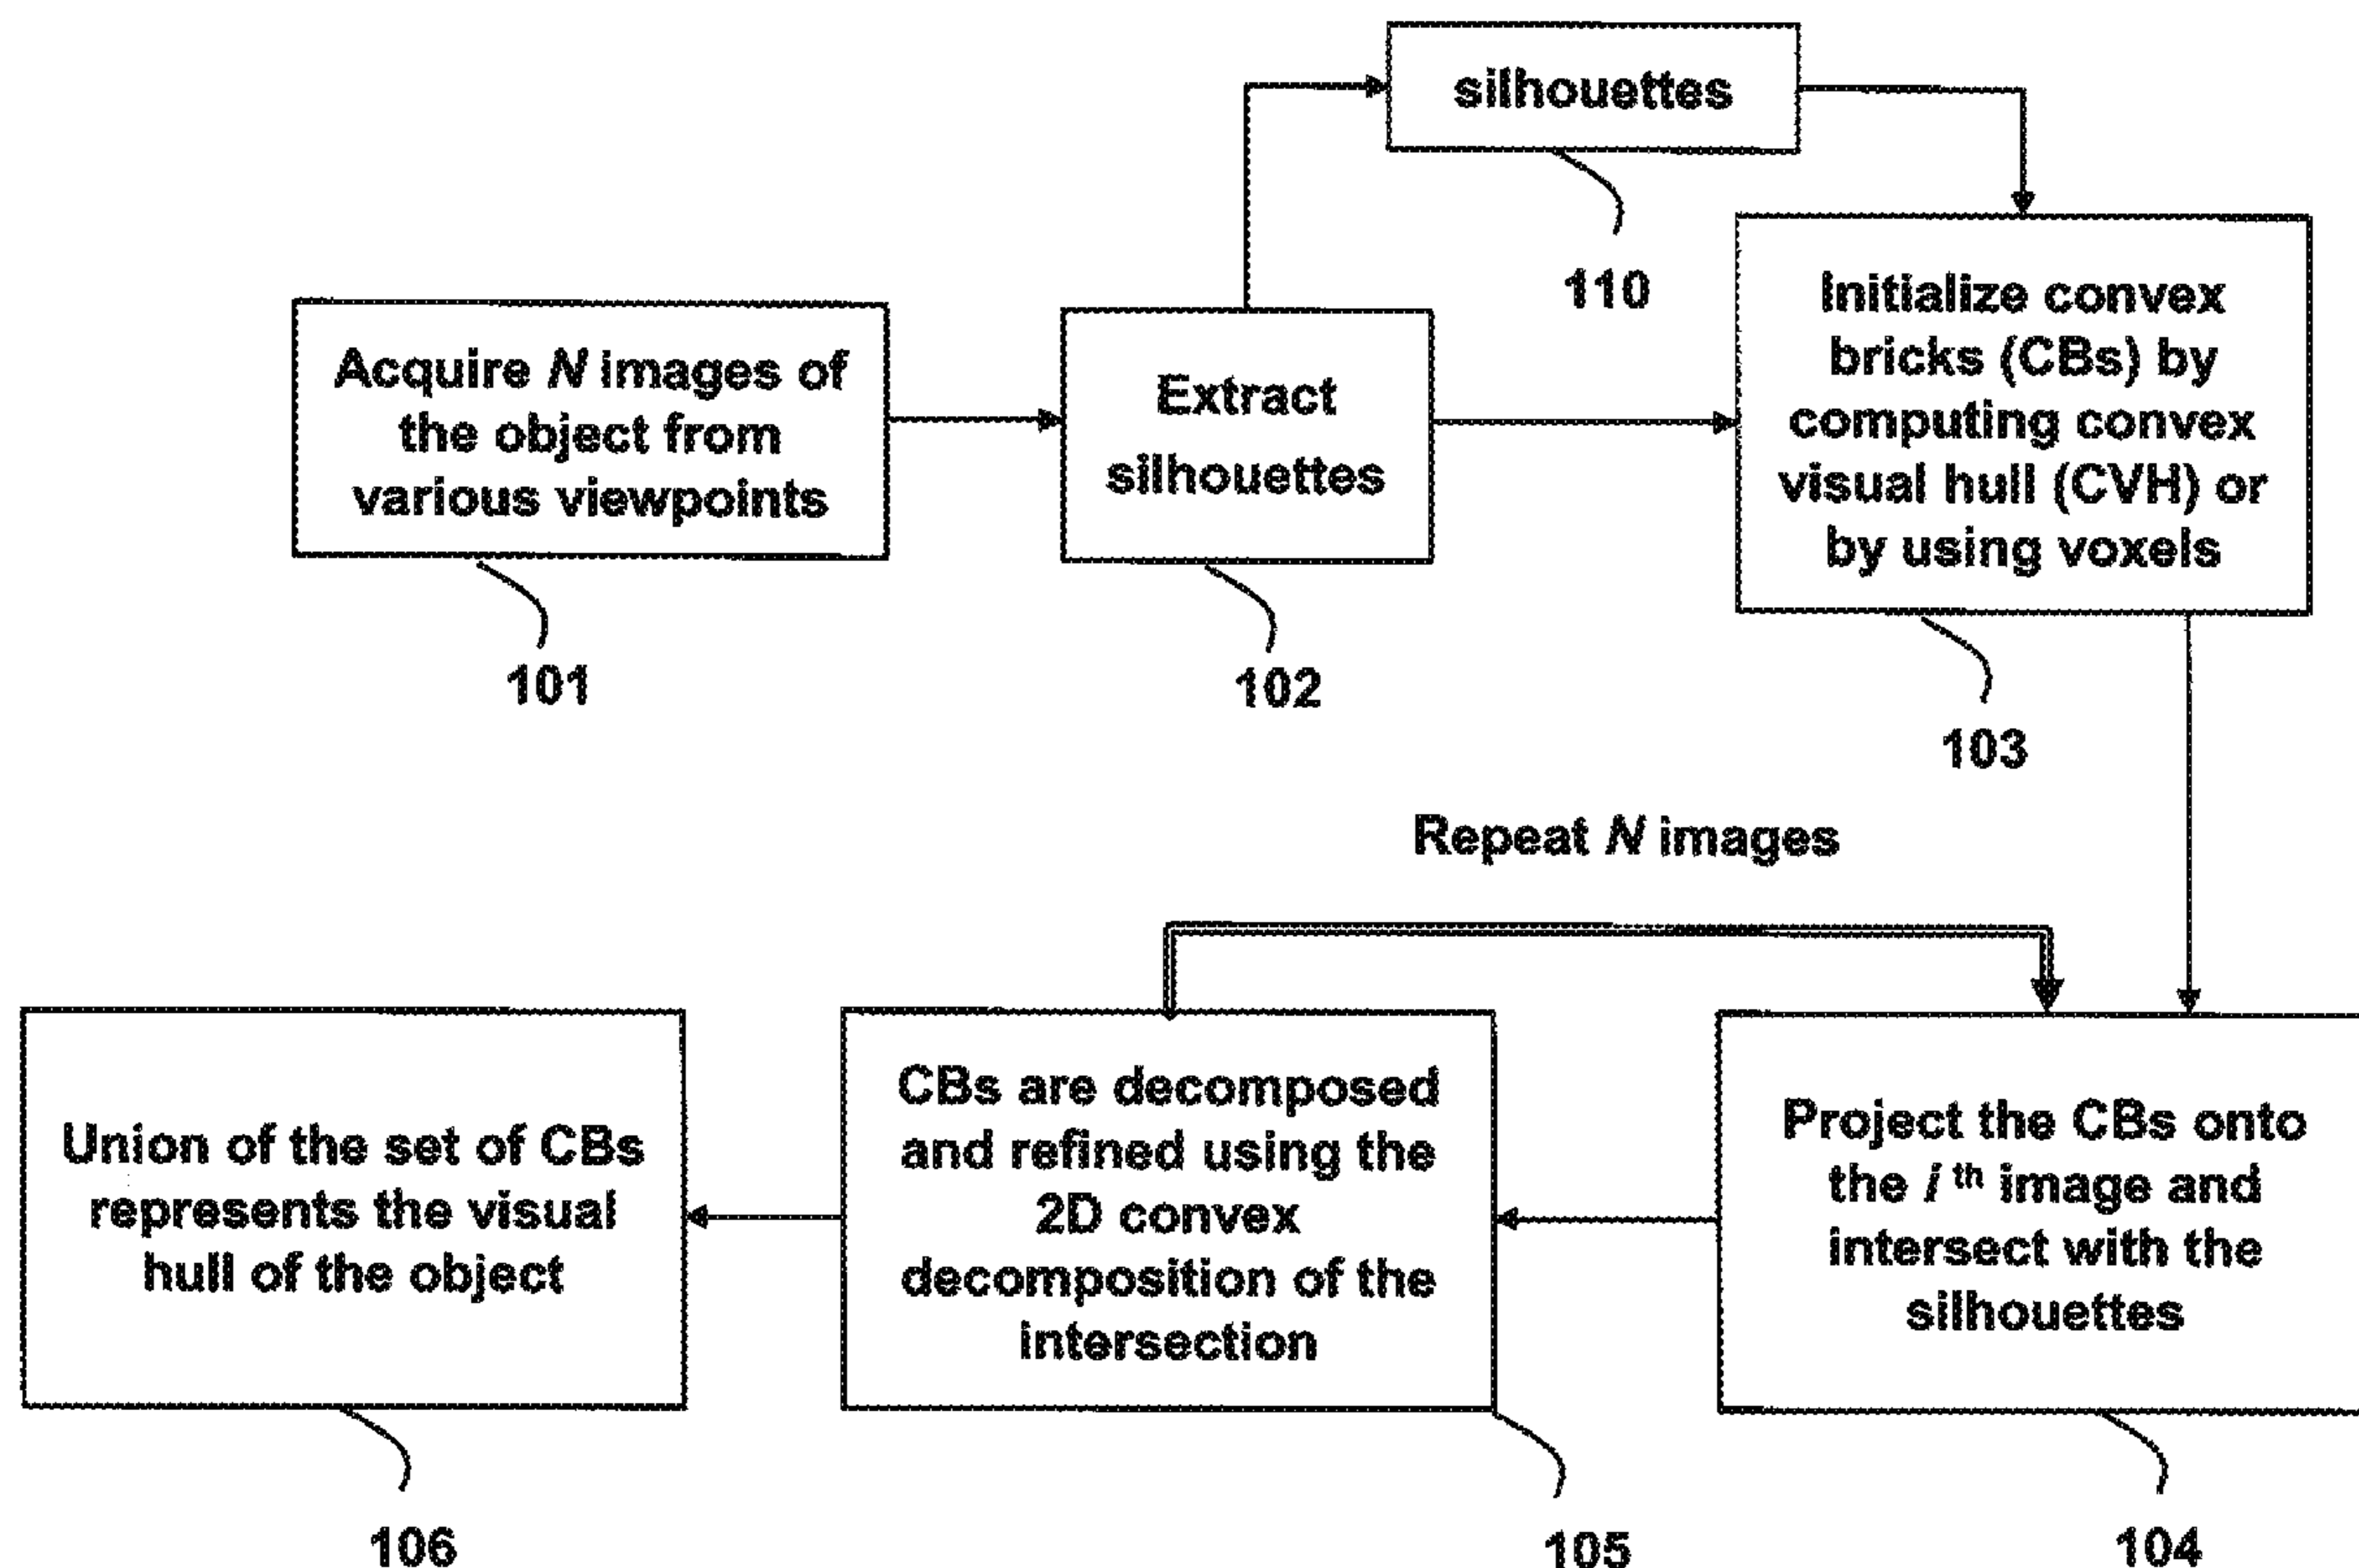 silhouettes
110
Acquire N images of
the object from
various viewpoints
101
Extract
silhouettes
102
Initialize convex
bricks (CBs) by
computing convex
visual hull (CVH) or
by using voxels
103
Repeat N images
Project the CBs onto
the i th image and
intersect with the
silhouettes
104
CBs are decomposed
and refined using the
2D convex
decomposition of the
intersection
105
Union of the set of CBs
represents the visual
hull of the object
106